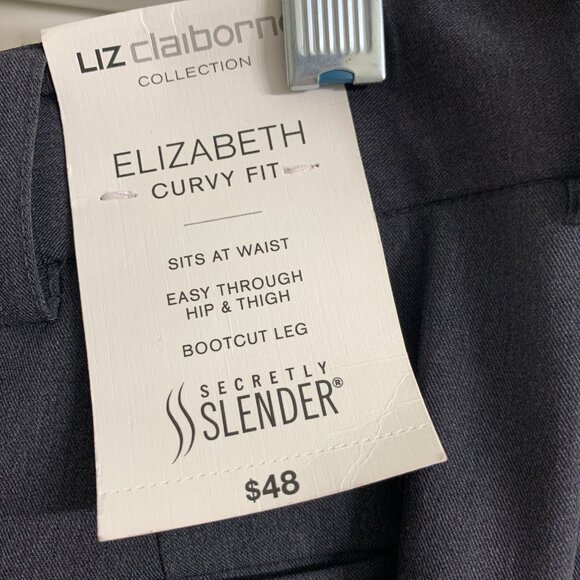 LIZ claiborne
COLLECTION
ELIZABETH
CURVY FIT
SITS AT WAIST
EASY THROUGH
HIP & THIGH
BOOTCUT LEG
SECRETLY
SLENDER®
$48